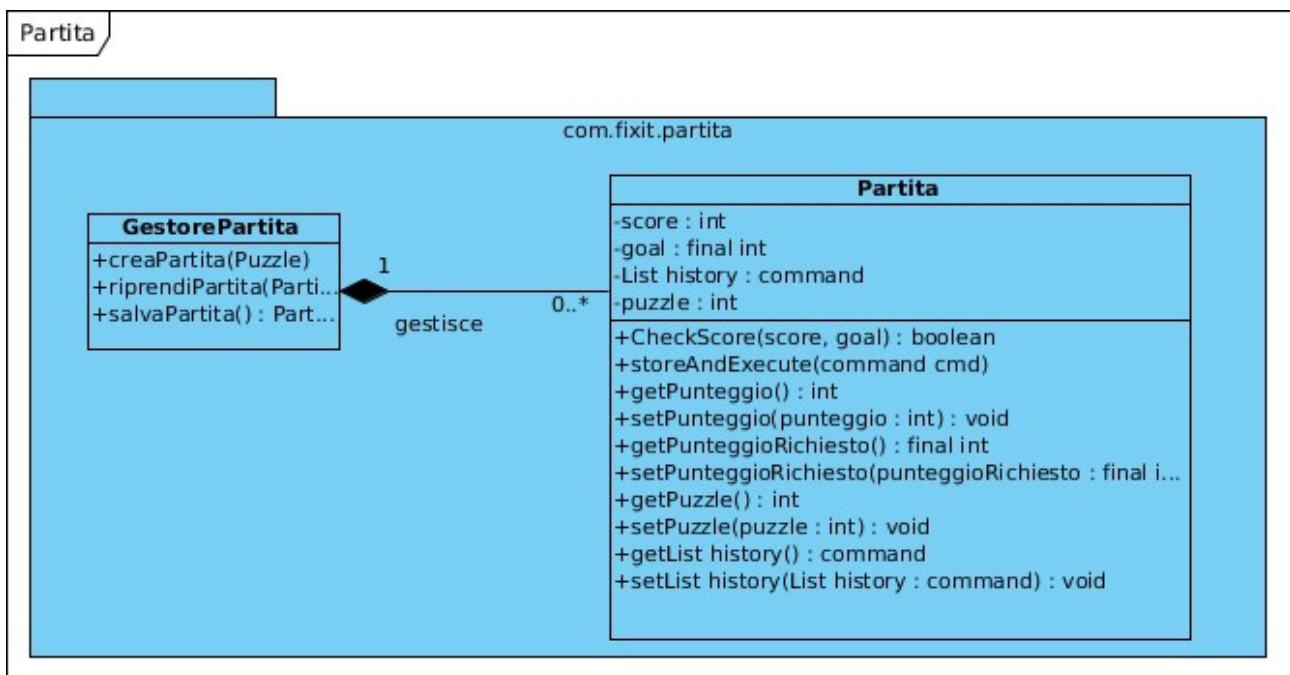 Partita
com.fixit.partita
GestorePartita
+creaPartita(Puzzle)
+riprendiPartita(Parti...
+salvaPartita() : Part...
1
0..*
gestisce
Partita
-score : int
-goal : final int
-List history : command
-puzzle : int
+CheckScore(score, goal) : boolean
+storeAndExecute(command cmd)
+getPunteggio() : int
+setPunteggio(punteggio : int) : void
+getPunteggioRichiesto() : final int
+setPunteggioRichiesto(punteggioRichiesto : final i...
+getPuzzle() : int
+setPuzzle(puzzle : int) : void
+getList history() : command
+setList history(List history : command) : void